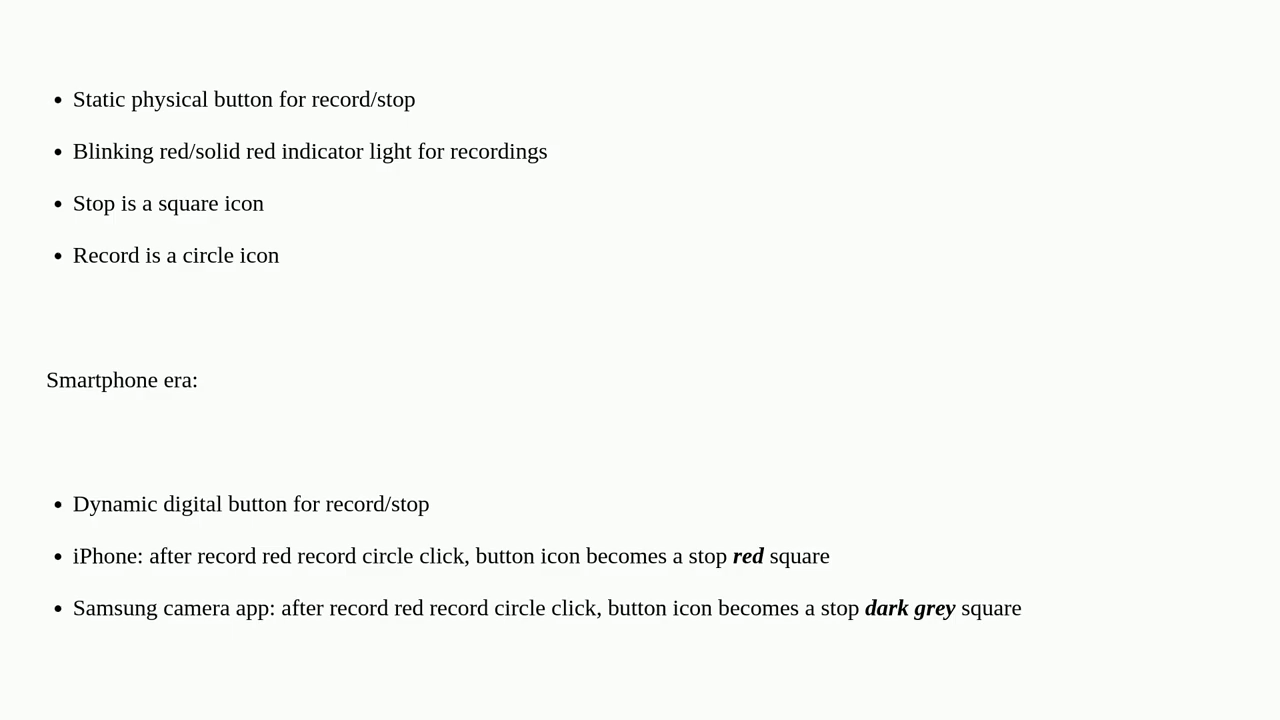 • Static physical button for record/stop
• Blinking red/solid red indicator light for recordings
• Stop is a square icon
• Record is a circle icon
Smartphone era:
• Dynamic digital button for record/stop
• iPhone: after record red record circle click, button icon becomes a stop red square
• Samsung camera app: after record red record circle click, button icon becomes a stop dark grey square